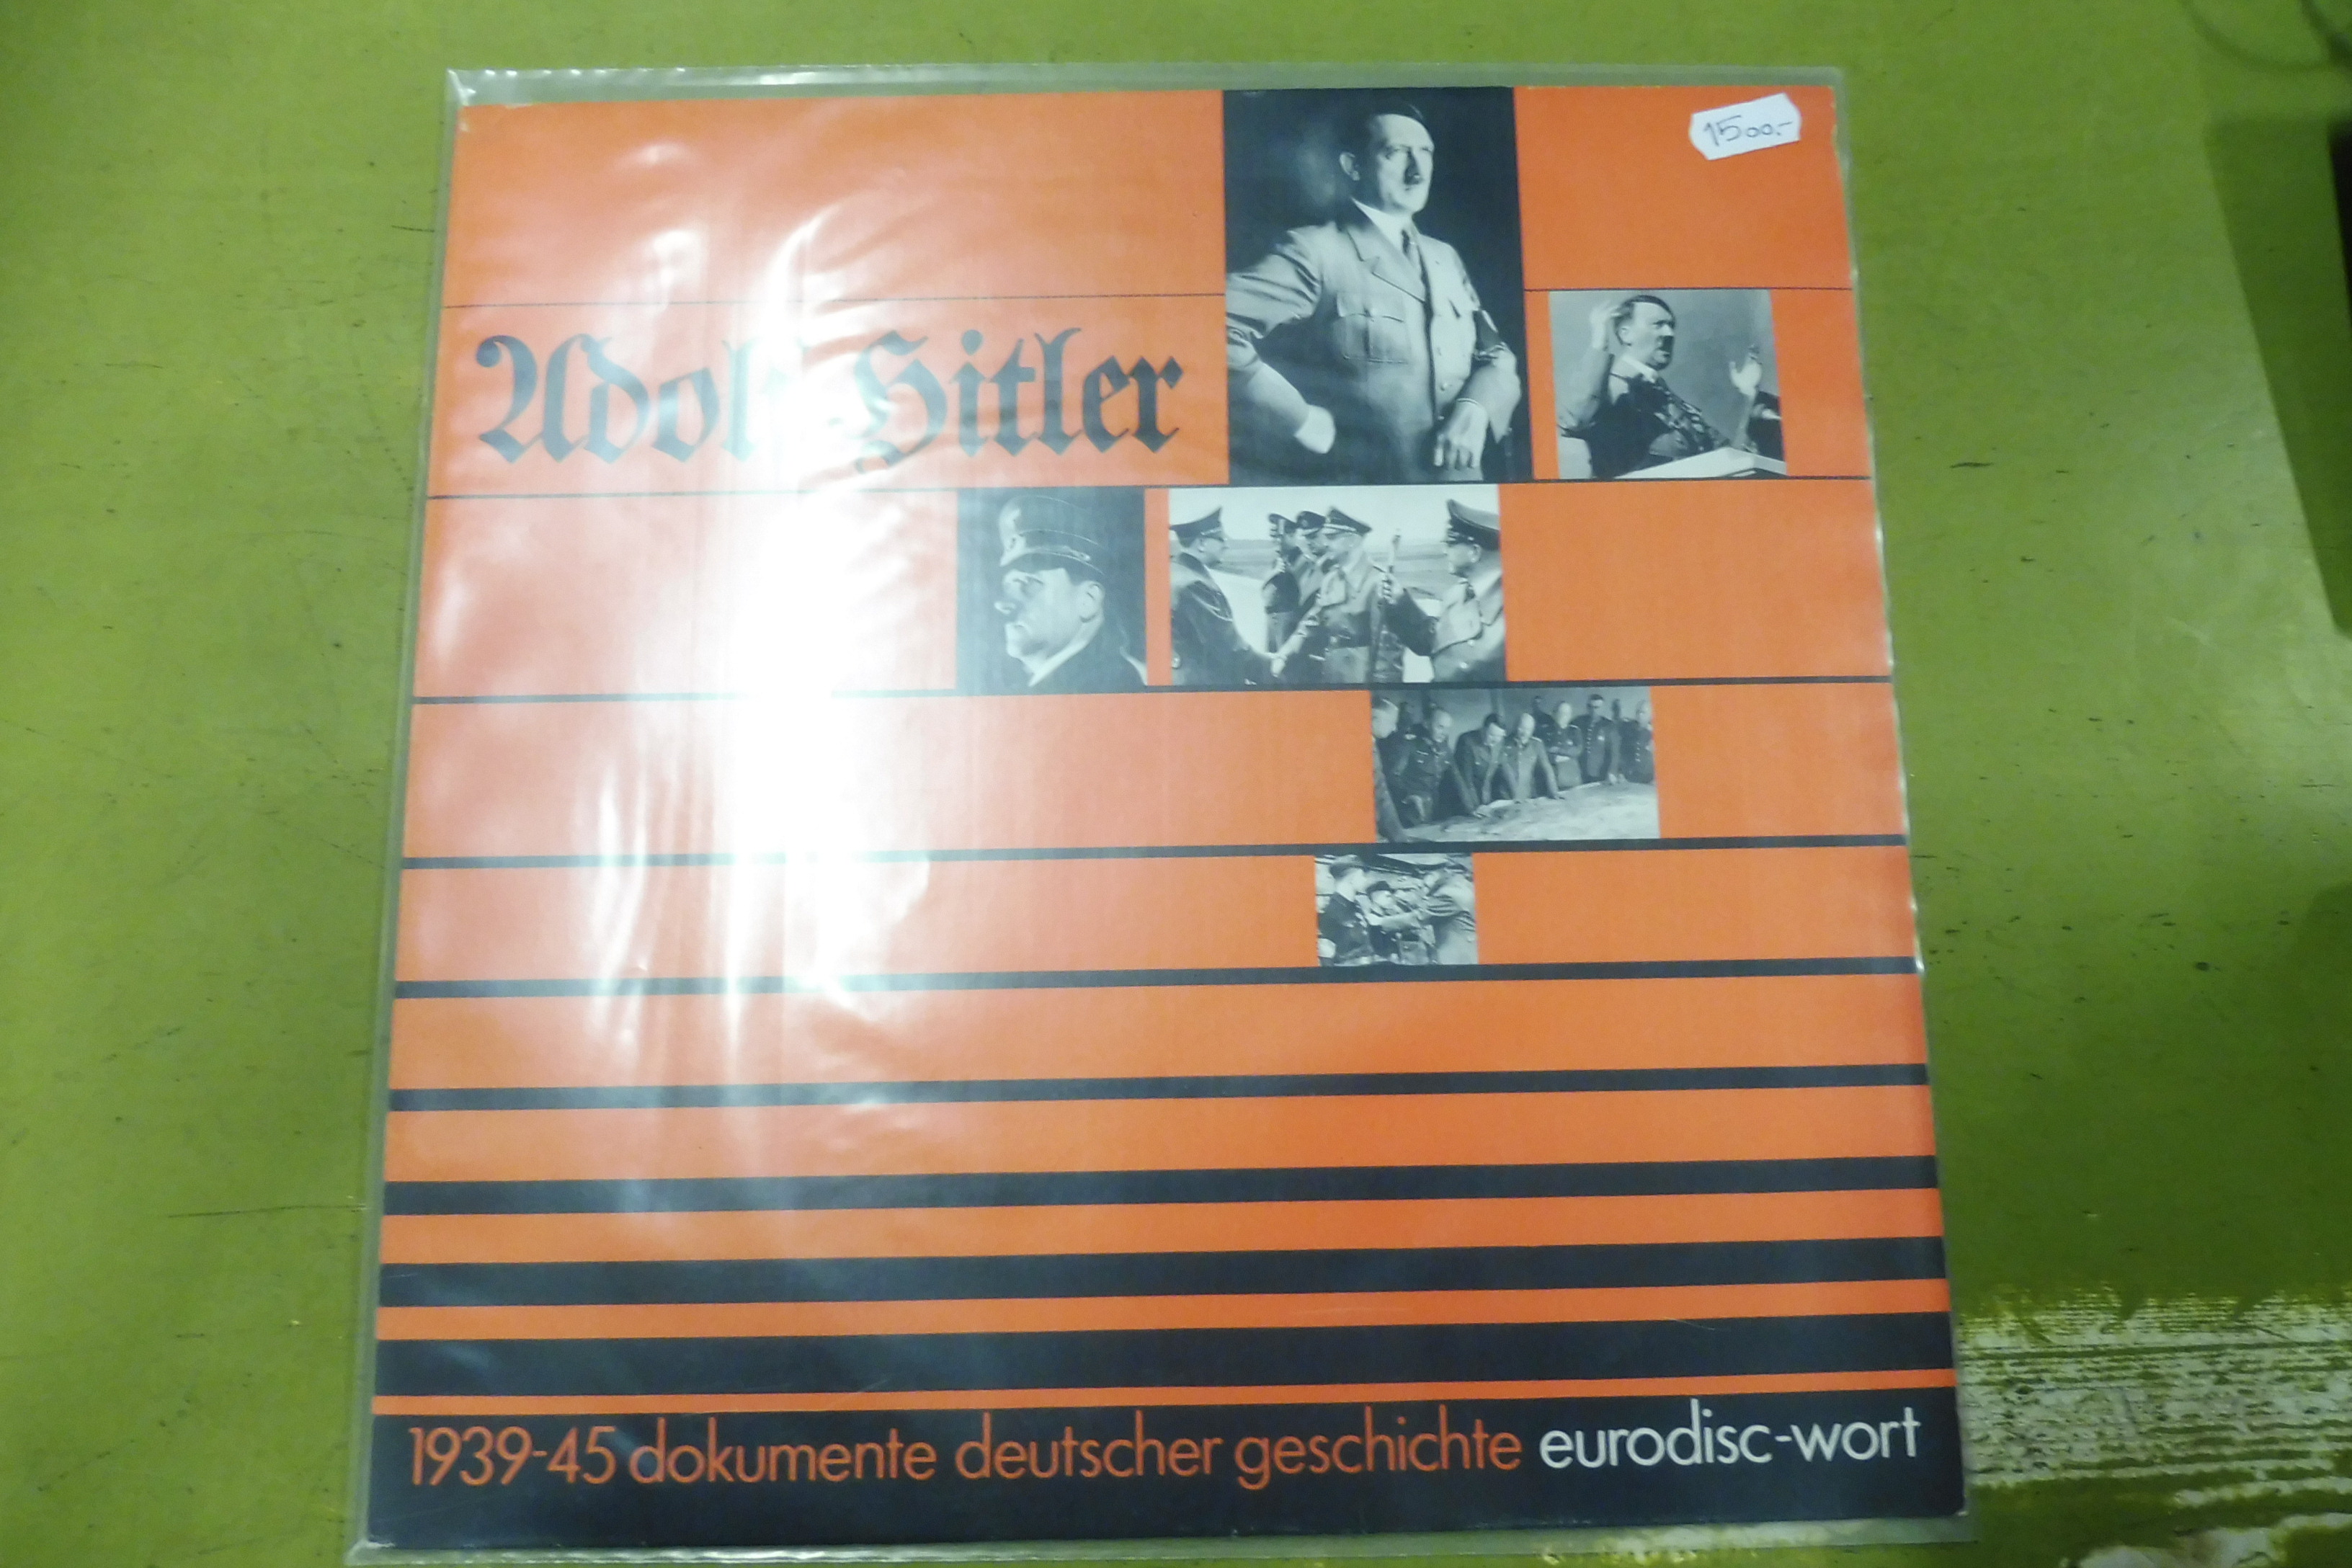 1500.-
Adolf Hitler
1939-45 dokumente deutscher geschichte eurodisc-wort